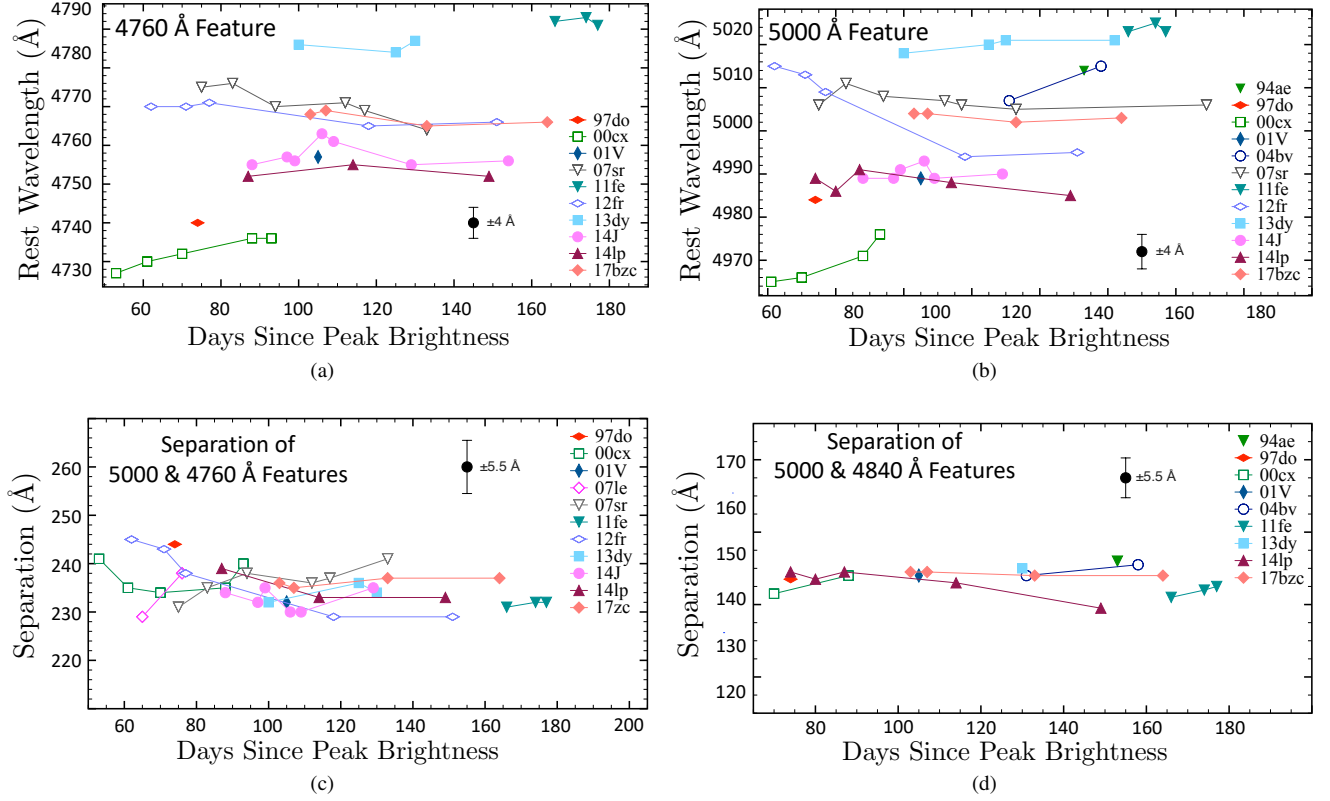 4760 Å Feature
Rest Wavelength (Å)
4790
4780
4770
4760
4750
4740
4730
±4 Å
97do
00cx
01V
07sr
11fe
12fr
13dy
14J
14lp
17bzc
60 80 100 120 140 160 180
Days Since Peak Brightness
(a)
5000 Å Feature
Rest Wavelength (Å)
5020
5010
5000
4990
4980
4970
±4 Å
94ae
97do
00cx
01V
04bv
07sr
11fe
12fr
13dy
14J
14lp
17bzc
60 80 100 120 140 160 180
Days Since Peak Brightness
(b)
Separation of
5000 & 4760 Å Features
Separation (Å)
260
250
240
230
220
±5.5 Å
97do
00cx
01V
07le
07sr
11fe
12fr
13dy
14J
14lp
17zc
60 80 100 120 140 160 180 200
Days Since Peak Brightness
(c)
Separation of
5000 & 4840 Å Features
Separation (Å)
170
160
150
140
120
±5.5 Å
94ae
97do
00cx
01V
04bv
11fe
13dy
14lp
17bzc
80 100 120 140 160 180
Days Since Peak Brightness
(d)